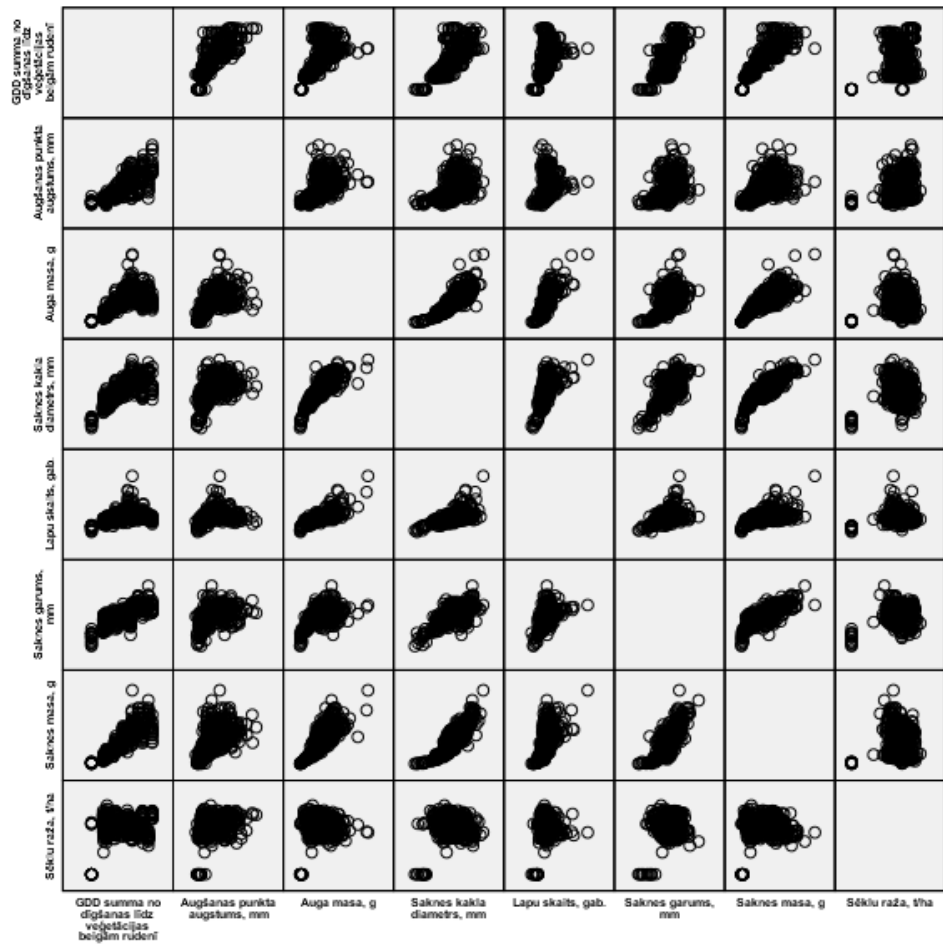 GDD summa no
dīgšanas līdz
veģetācijas
beigām rudenī
Augšanas punkta
augstums, mm
Auga masa, g
Saknes kakla
diametrs, mm
Lapu skaits, gab.
Saknes garums,
mm
Saknes masa, g
Sēklu raža, t/ha
GDD summa no
dīgšanas līdz
veģetācijas
beigām rudenī
Augšanas punkta
augstums, mm
Auga masa, g
Saknes kakla
diametrs, mm
Lapu skaits, gab.
Saknes garums,
mm
Saknes masa, g
Sēklu raža, t/ha